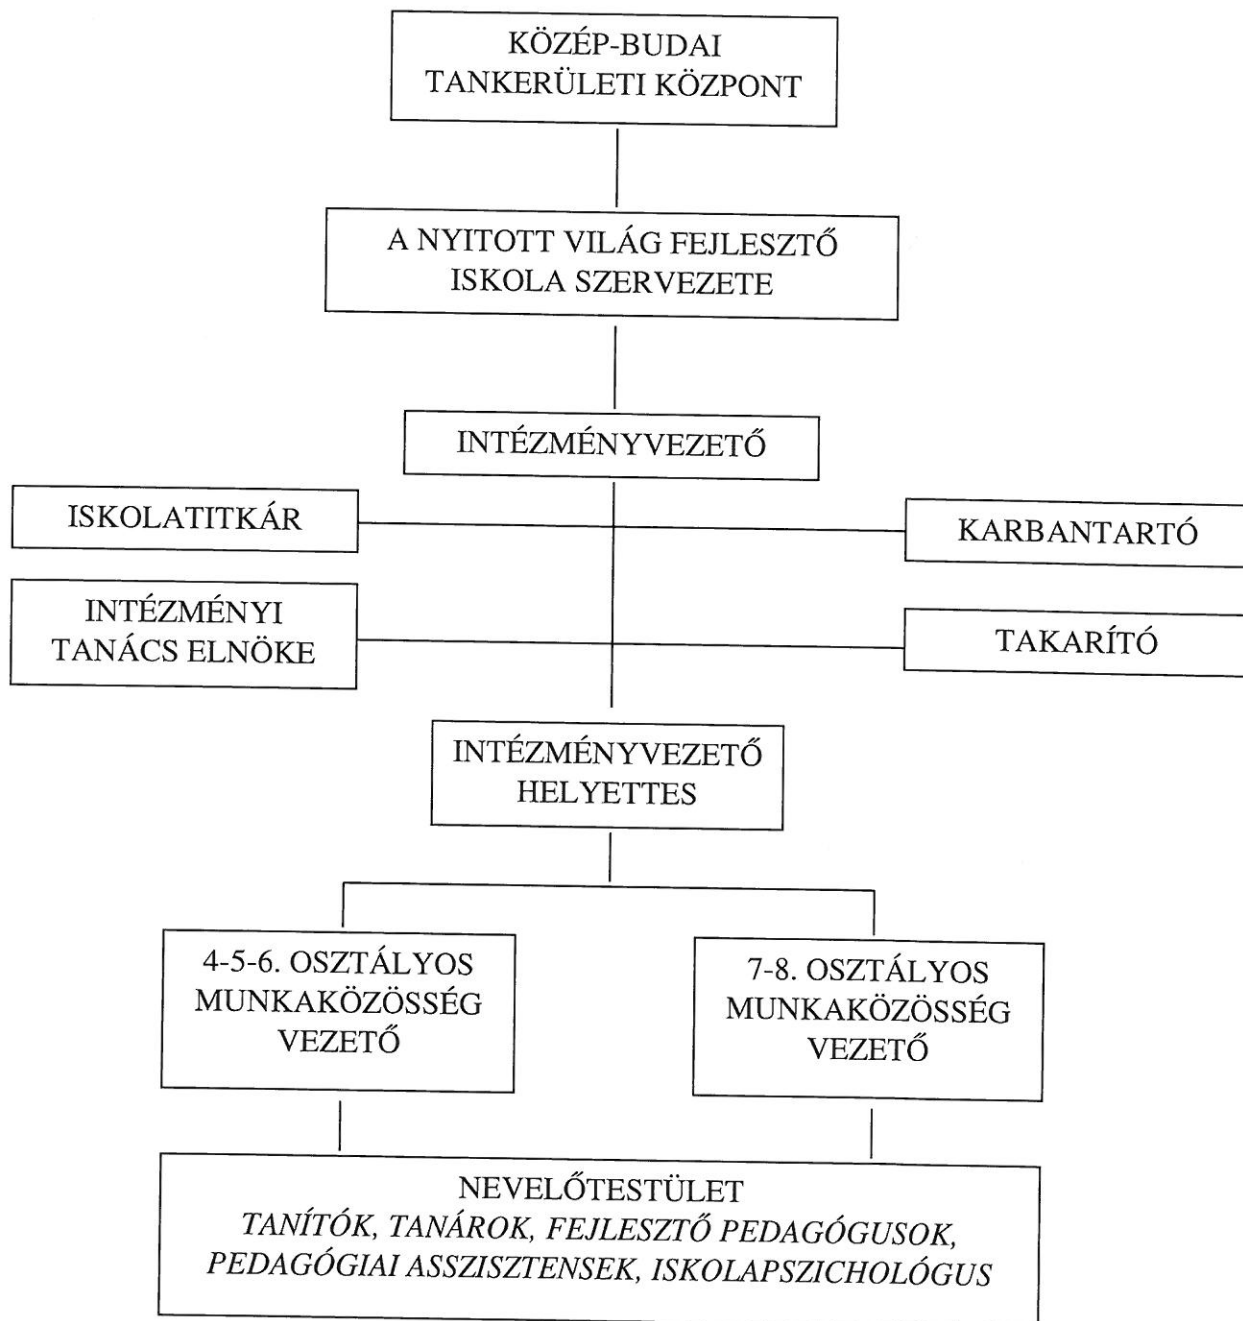 KÖZÉP-BUDAI
TANKERÜLETI KÖZPONT
A NYITOTT VILÁG FEJLESZTŐ
ISKOLA SZERVEZETE
INTÉZMÉNYVEZETŐ
ISKOLATITKÁR
KARBANTARTÓ
INTÉZMÉNYI
TANÁCS ELNÖKE
TAKARÍTÓ
INTÉZMÉNYVEZETŐ
HELYETTES
4-5-6. OSZTÁLYOS
MUNKAKÖZÖSSÉG
VEZETŐ
7-8. OSZTÁLYOS
MUNKAKÖZÖSSÉG
VEZETŐ
NEVELŐTESTÜLET
TANÍTÓK, TANÁROK, FEJLESZTŐ PEDAGÓGUSOK,
PEDAGÓGIAI ASSZISZTENSEK, ISKOLAPSZICHOLÓGUS